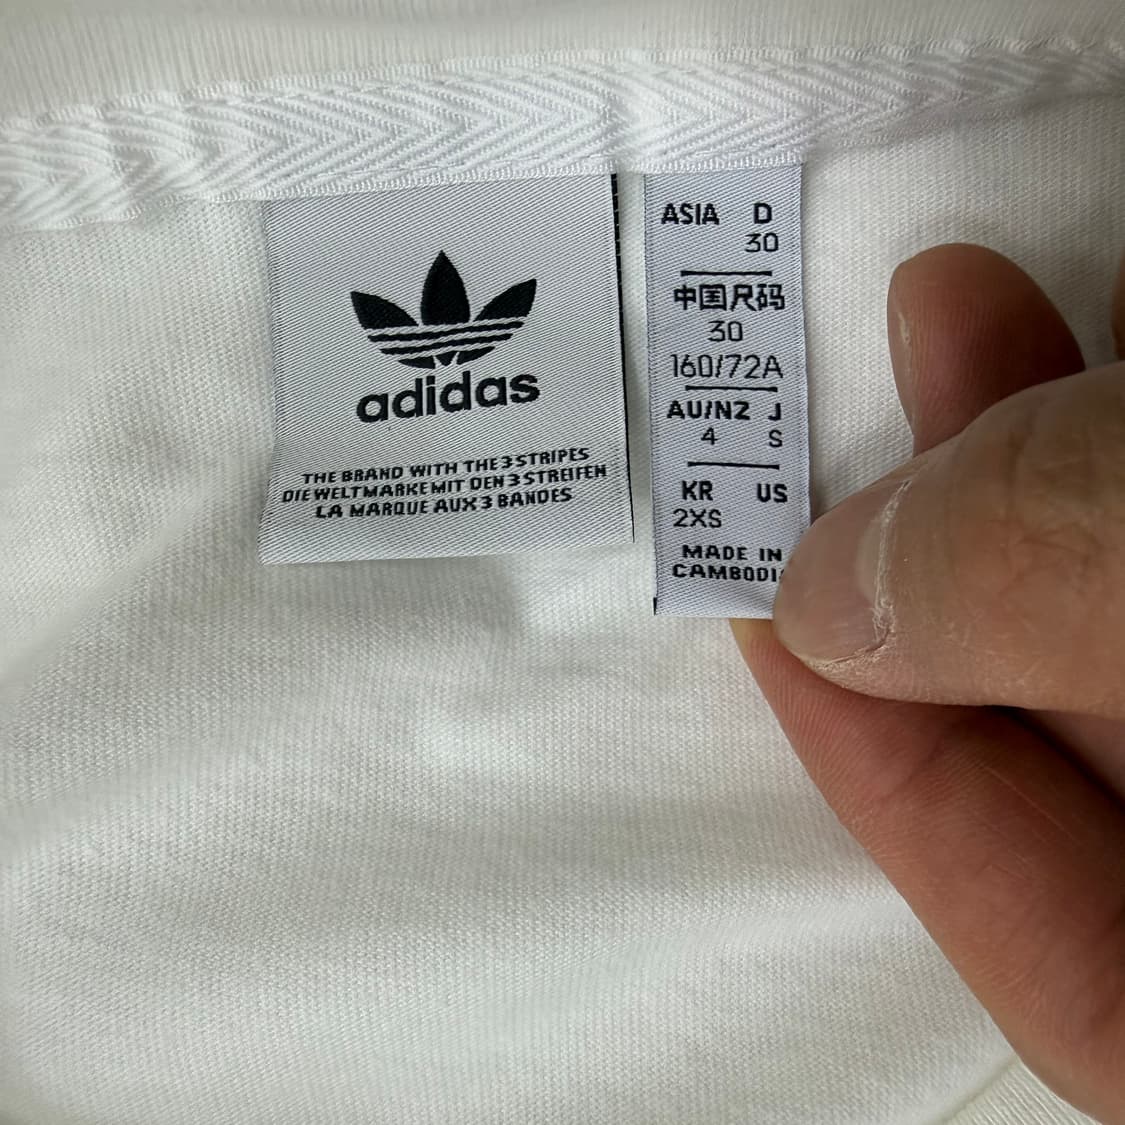 adidas
THE BRAND WITH THE 3 STRIPES
DIE WELTMARKE MIT DEN 3 STREIFEN
LA MARQUE AUX 3 BANDES
ASIA D
30
中国尺码
30
160/72A
AU/NZ J
4 S
KR US
2XS
MADE IN